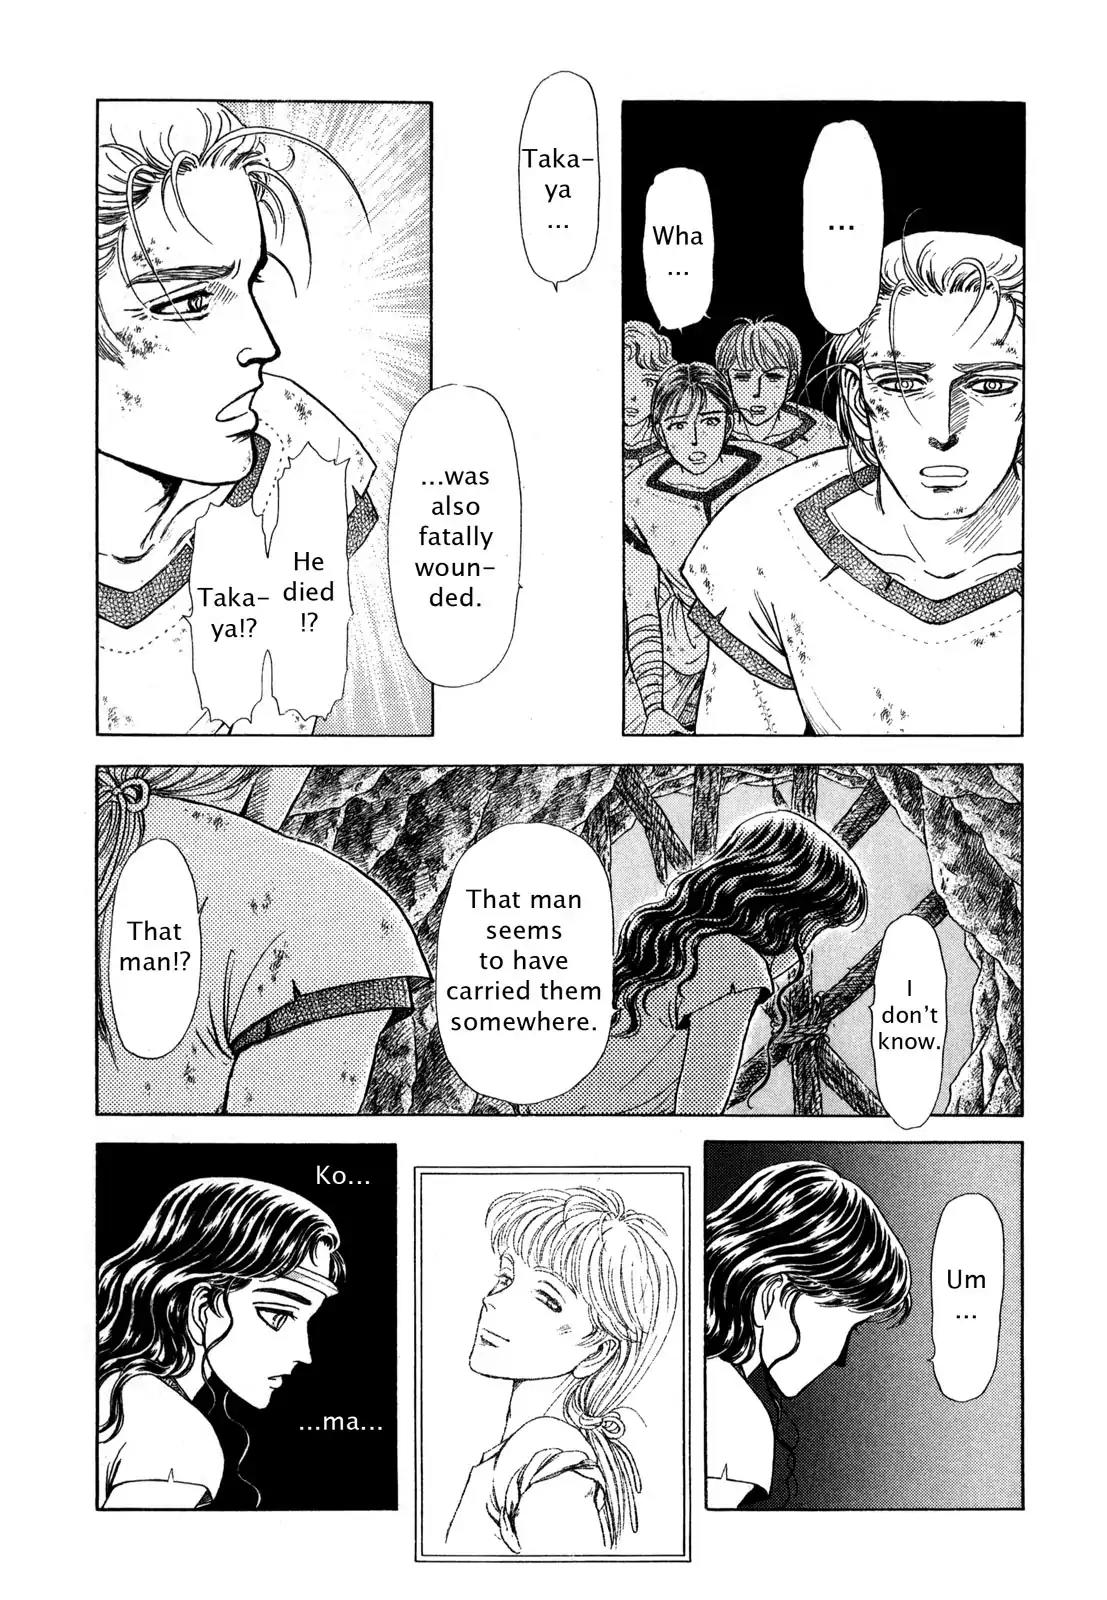 ...
Wha
...
Taka-
ya
...
...was
also
fatally
woun-
ded.
He
died
!?
Taka-
ya!?
I
don't
know.
That man
seems
to have
carried them
somewhere.
That
man!?
Um
...
Ko...
...ma...